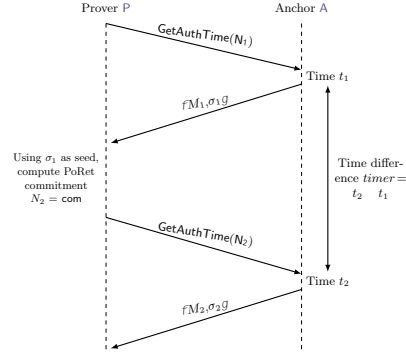 Prover P
Anchor A
GetAuthTime(N1)
Time t1
fM1,σ1g
Using σ1 as seed,
compute PoRet
commitment
N2 = com
Time differ-
ence timer =
t2 t1
GetAuthTime(N2)
Time t2
fM2,σ2g